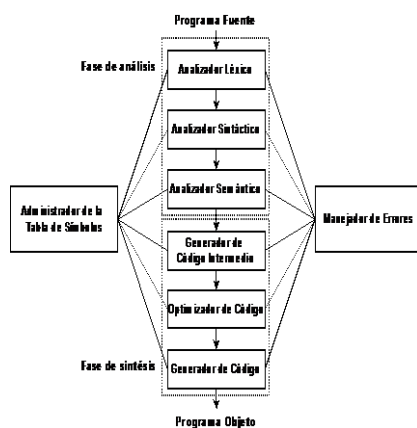 Programa Fuente
Fase de análisis
Analizador Léxico
Analizador Sintáctico
Analizador Semántico
Administrador de la
Tabla de Símbolos
Manejador de Errores
Generador de
Código Intermedio
Optimizador de Código
Fase de sintésis
Generador de Código
Programa Objeto